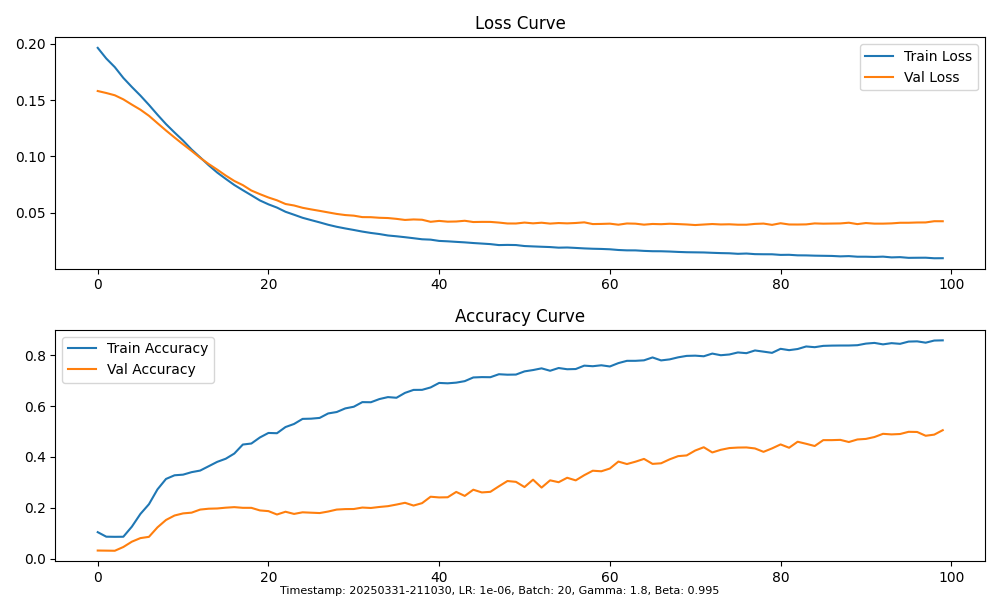 Loss Curve
0.20
0.15
0.10
0.05
Train Loss
Val Loss
0 20 40 60 80 100
Accuracy Curve
0.8
0.6
0.4
0.2
0.0
Train Accuracy
Val Accuracy
0 20 40 60 80 100
Timestamp: 20250331-211030, LR: 1e-06, Batch: 20, Gamma: 1.8, Beta: 0.995